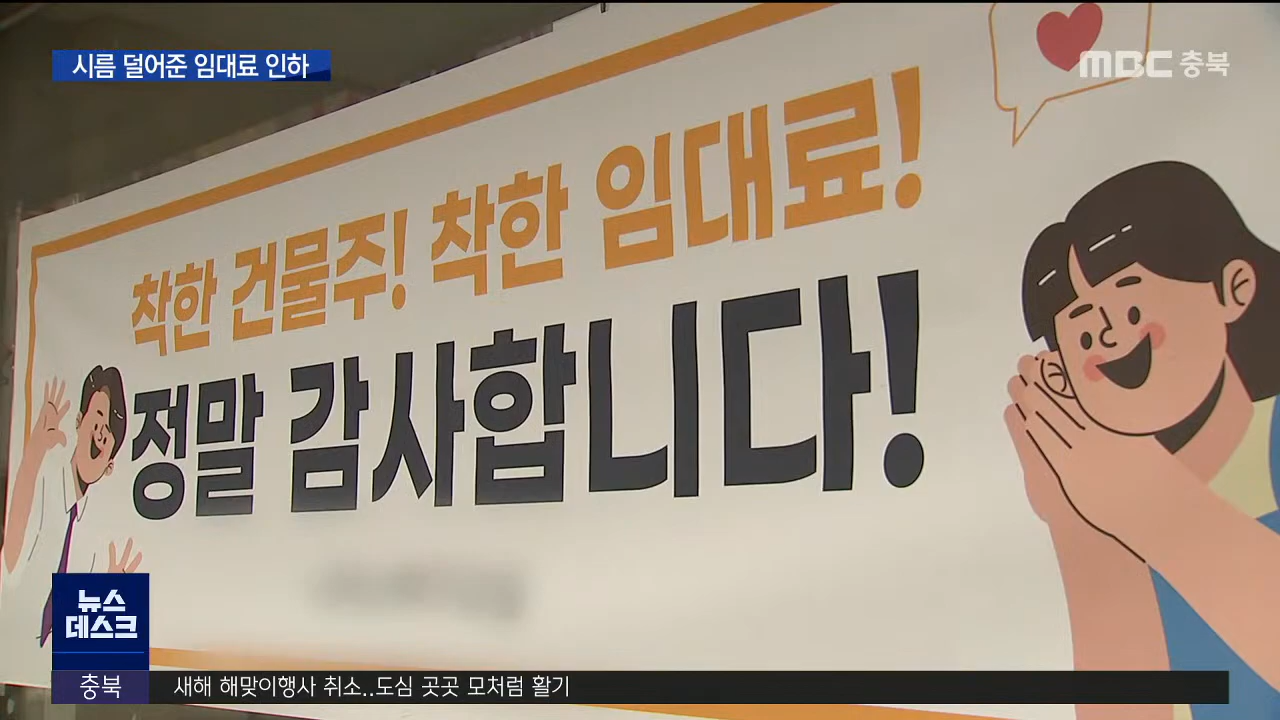 시름 덜어준 임대료 인하
MBC 충북
착한 건물주! 착한 임대료!
정말 감사합니다!
뉴스
데스크
충북
새해 해맞이행사 취소..도심 곳곳 모처럼 활기